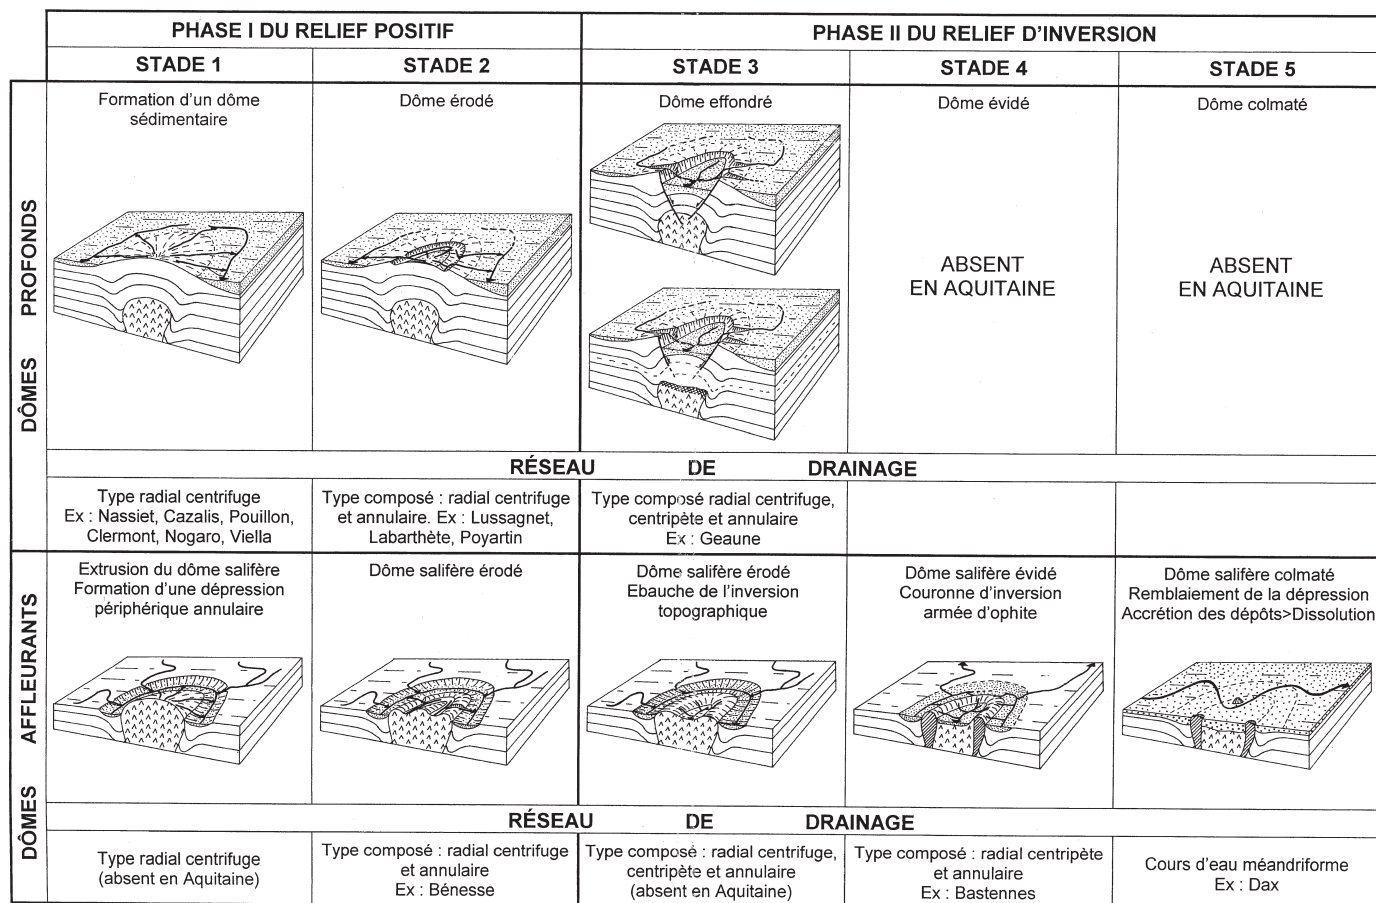 PHASE I DU RELIEF POSITIF
PHASE II DU RELIEF D'INVERSION
STADE 1
STADE 2
STADE 3
STADE 4
STADE 5
DÔMES PROFONDS
Formation d'un dôme
sédimentaire
Dôme érodé
Dôme effondré
Dôme évidé
Dôme colmaté
ABSENT
EN AQUITAINE
ABSENT
EN AQUITAINE
RÉSEAU DE DRAINAGE
Type radial centrifuge
Ex : Nassiet, Cazalis, Pouillon,
Clermont, Nogaro, Viella
Type composé : radial centrifuge
et annulaire. Ex : Lussagnet,
Labarthète, Poyartin
Type composé radial centrifuge,
centripète et annulaire
Ex : Geaune
DÔMES AFFLEURANTS
Extrusion du dôme salifère
Formation d'une dépression
périphérique annulaire
Dôme salifère érodé
Dôme salifère érodé
Ebauche de l'inversion
topographique
Dôme salifère évidé
Couronne d'inversion
armée d'ophite
Dôme salifère colmaté
Remblaiement de la dépression
Accrétion des dépôts>Dissolution
RÉSEAU DE DRAINAGE
Type radial centrifuge
(absent en Aquitaine)
Type composé : radial centrifuge
et annulaire
Ex : Bénesse
Type composé : radial centrifuge,
centripète et annulaire
(absent en Aquitaine)
Type composé : radial centripète
et annulaire
Ex : Bastennes
Cours d'eau méandriforme
Ex : Dax